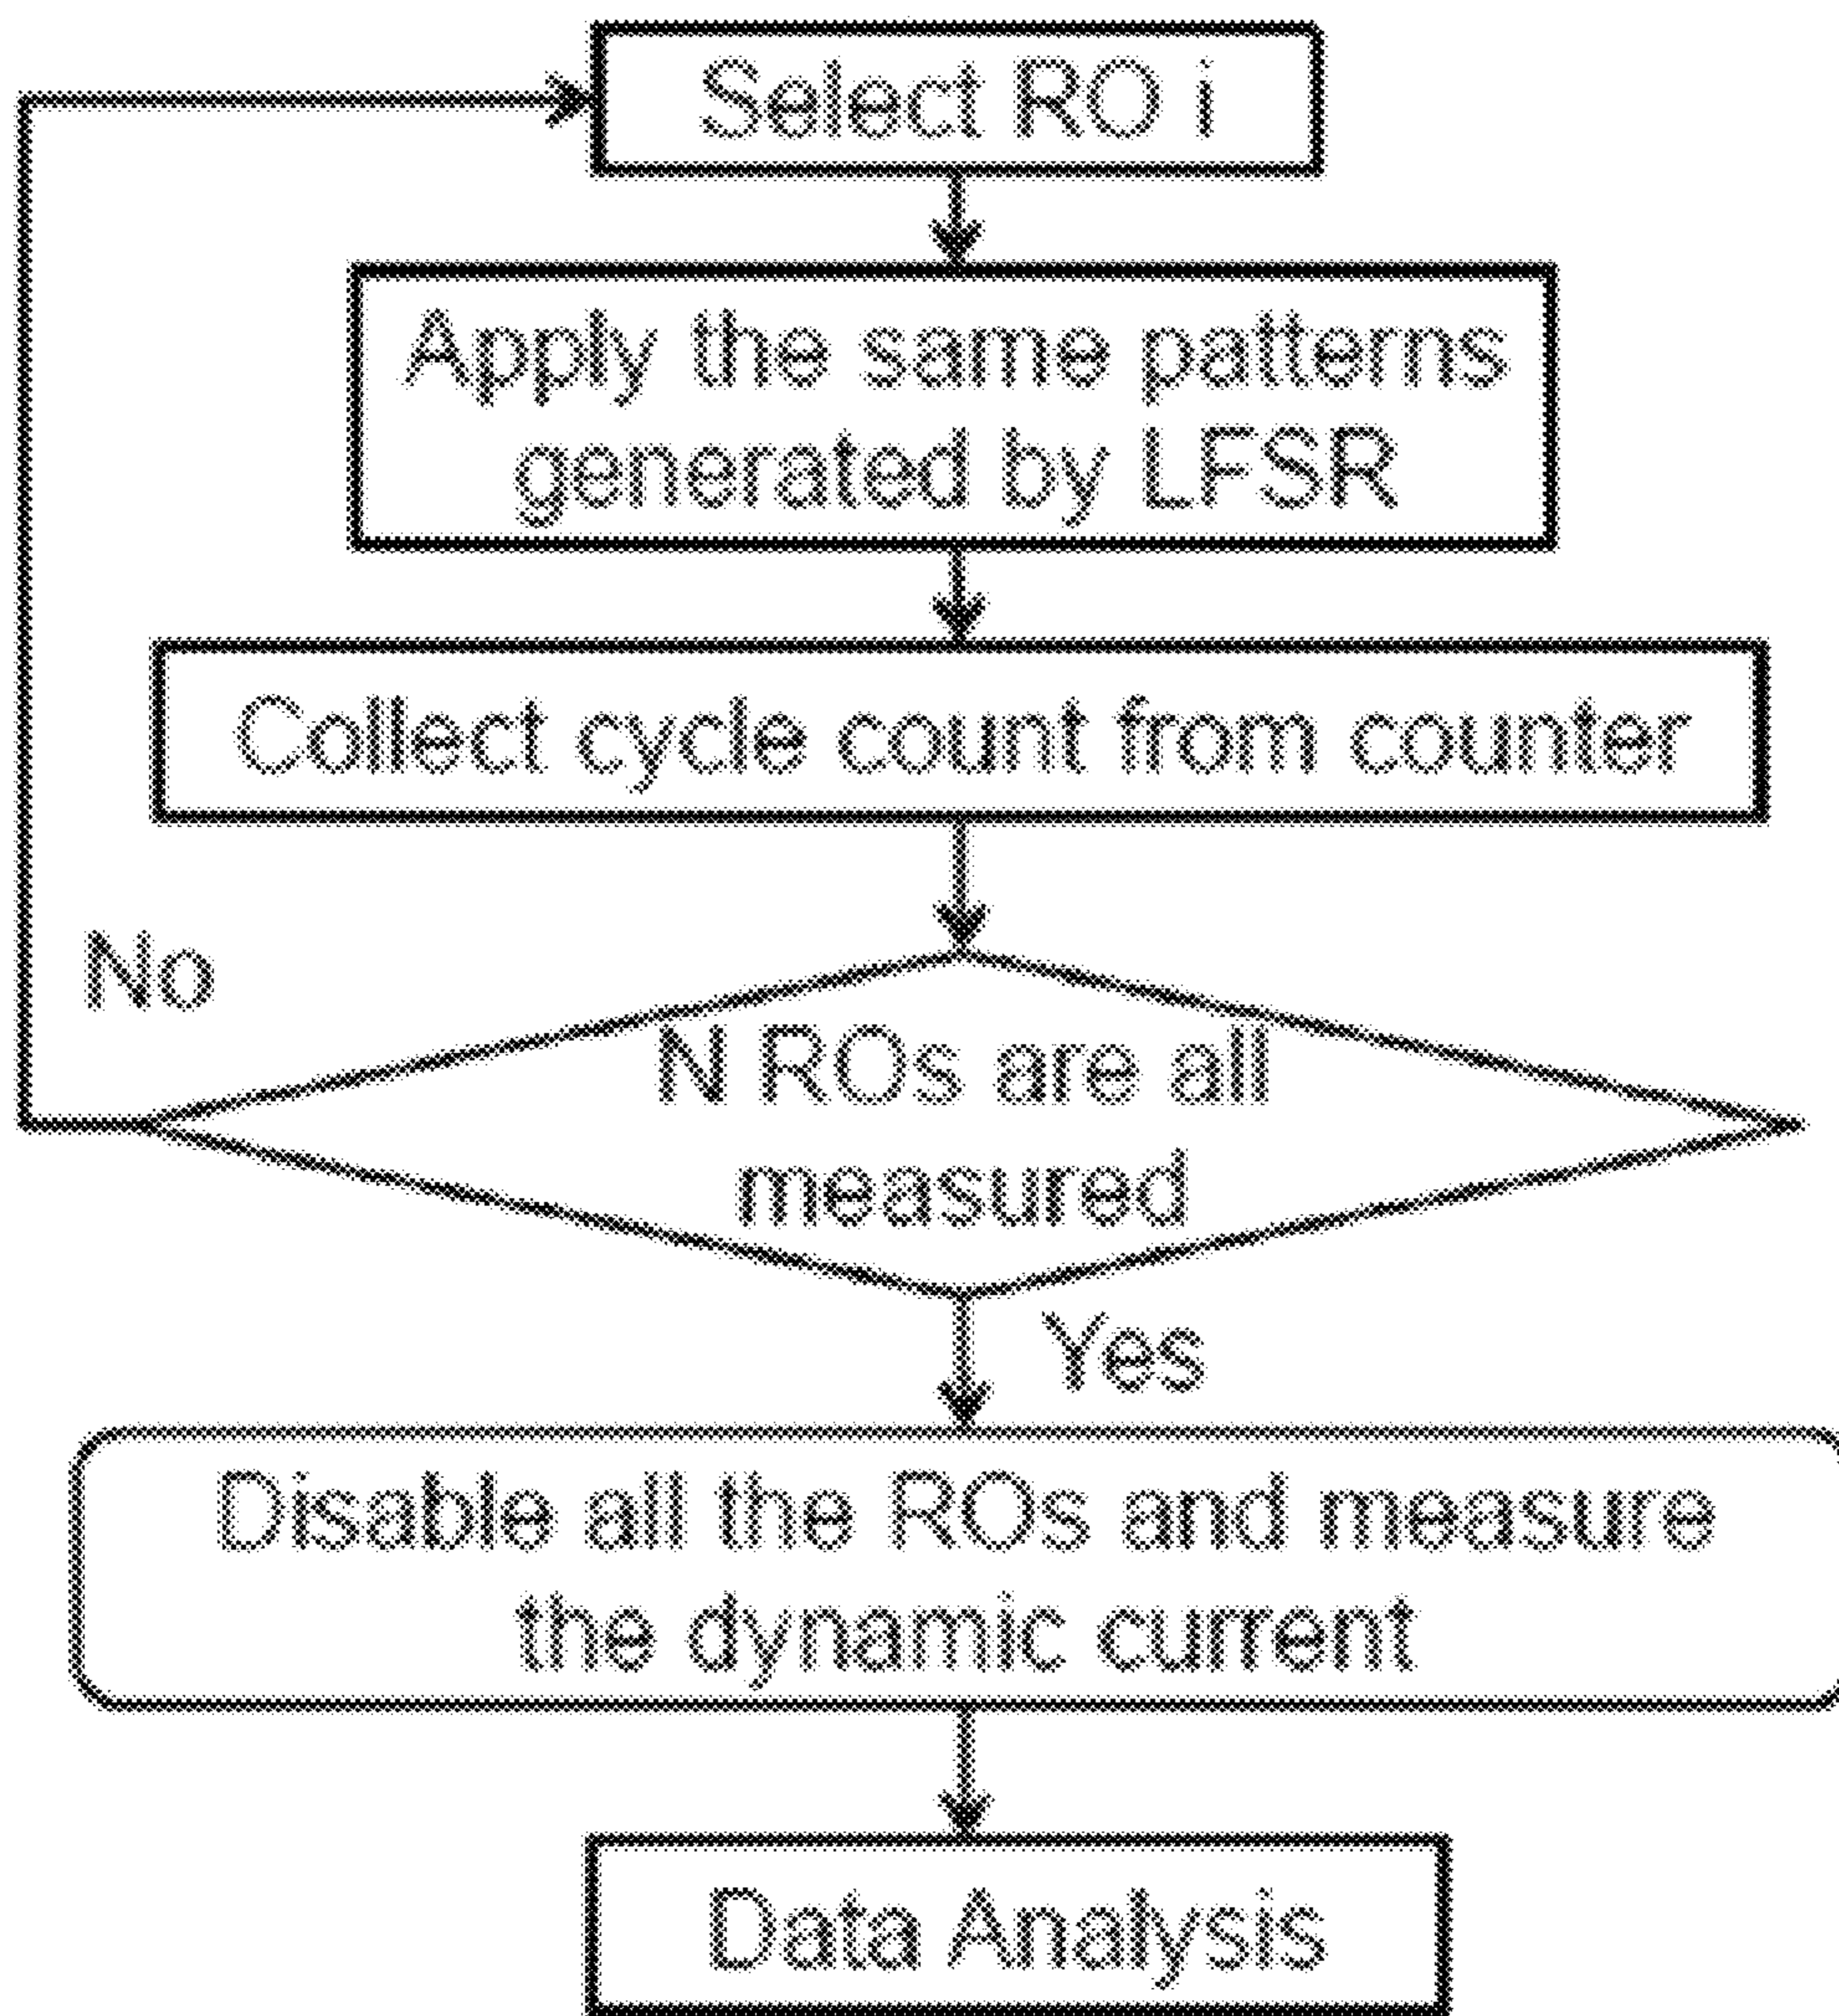 Select RO i
Apply the same patterns
generated by LFSR
Collect cycle count from counter
No
N ROs are all
measured
Yes
Disable all the ROs and measure
the dynamic current
Data Analysis